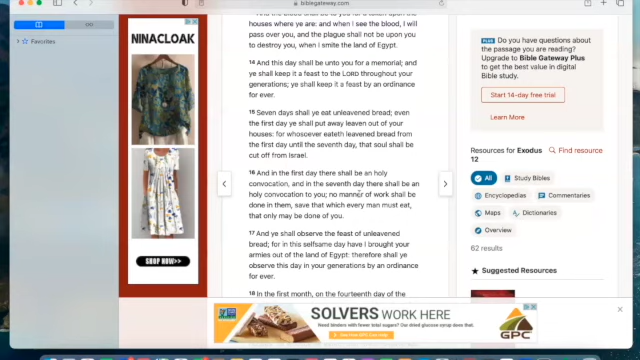 biblegateway.com
Favorites
NINACLOAK
SHOP NOW>>
houses where ye are: and when I see the blood, I
will pass over you, and the plague shall not be upon
you to destroy you, when I smite the land of Egypt.
14 And this day shall be unto you for a memorial; and
ye shall keep it a feast to the LORD throughout your
generations; ye shall keep it a feast by an ordinance
for ever.
15 Seven days shall ye eat unleavened bread; even
the first day ye shall put away leaven out of your
houses: for whosoever eateth leavened bread from
the first day until the seventh day, that soul shall be
cut off from Israel.
16 And in the first day there shall be an holy
convocation, and in the seventh day there shall be an
holy convocation to you; no manner of work shall be
done in them, save that which every man must eat,
that only may be done of you.
17 And ye shall observe the feast of unleavened
bread; for in this selfsame day have I brought your
armies out of the land of Egypt: therefore shall ye
observe this day in your generations by an ordinance
for ever.
18 In the first month, on the fourteenth day of the
PLUS Do you have questions
about the passage you are reading?
Upgrade to Bible Gateway Plus
to get the best value in digital
Bible study.
Start 14-day free trial
Learn More
Resources for Exodus
12
Find resource
All
Study Bibles
Encyclopedias
Commentaries
Maps
Dictionaries
Overview
62 results
Suggested Resources
SOLVERS WORK HERE
Need binders with fewer total sugars? Our dried glucose syrup does that.
GPC